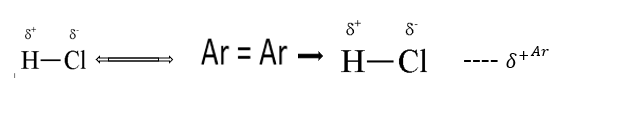 δ⁺ δ⁻ δ⁺ δ⁻
H—Cl ⟺ Ar = Ar → H—Cl ---- δ⁺ᴬʳ